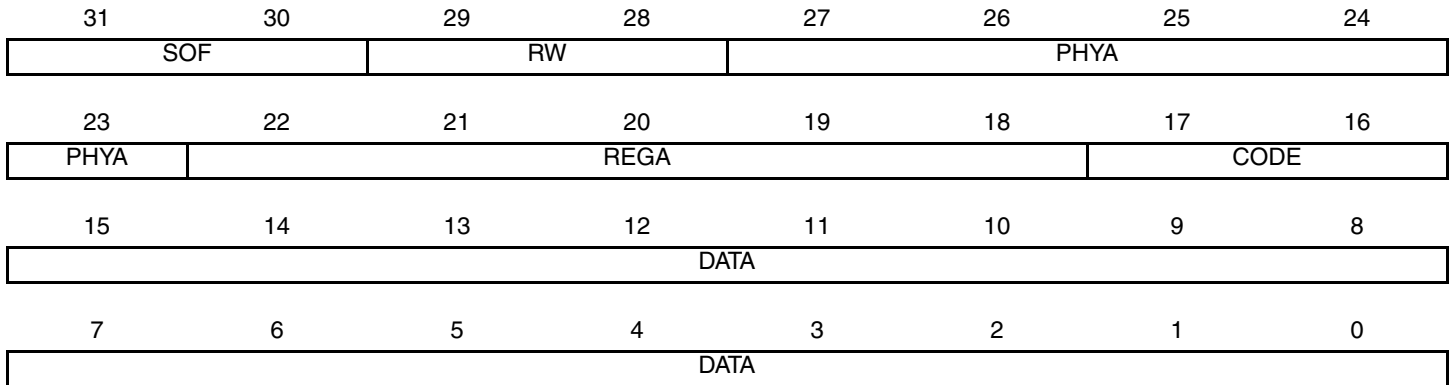 31 30 29 28 27 26 25 24
SOF RW PHYA
23 22 21 20 19 18 17 16
PHYA REGA CODE
15 14 13 12 11 10 9 8
DATA
7 6 5 4 3 2 1 0
DATA